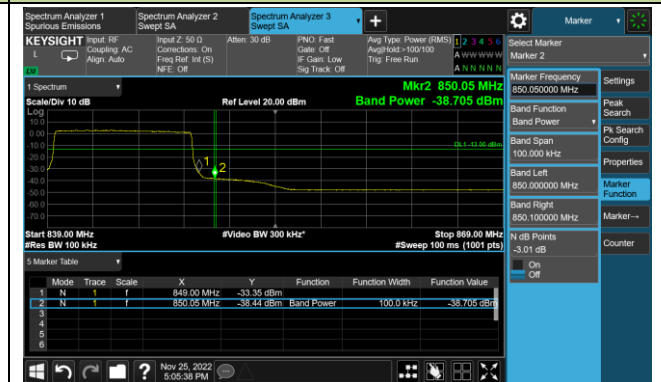 Spectrum Analyzer 1
Spurious Emissions
Spectrum Analyzer 2
Swept SA
Spectrum Analyzer 3
Swept SA
Marker
KEYSIGHT
L
Input: RF
Coupling: AC
Align: Auto
Input Z: 50 Ω
Corrections: On
Freq Ref: Int (S)
NFE: Off
Atten: 30 dB
PNO: Fast
Gate: Off
IF Gain: Low
Sig Track: Off
Avg Type: Power (RMS)
Avg|Hold:>100/100
Trig: Free Run
1 2 3 4 5 6
A W W W W W
A N N N N N
Select Marker
Marker 2
1 Spectrum
Scale/Div 10 dB
Ref Level 20.00 dBm
Mkr2 850.05 MHz
Band Power -38.705 dBm
Log
10.0
0.00
-10.0
-20.0
-30.0
-40.0
-50.0
-60.0
-70.0
DL1 -13.00 dBm
1
2
Start 839.00 MHz
#Res BW 100 kHz
#Video BW 300 kHz*
Stop 869.00 MHz
#Sweep 100 ms (1001 pts)
5 Marker Table
Mode Trace Scale X Y Function Function Width Function Value
1 N 1 f 849.00 MHz -33.35 dBm
2 N 1 f 850.05 MHz -38.44 dBm Band Power 100.0 kHz -38.705 dBm
3
4
5
6
Marker Frequency
850.050000 MHz
Band Function
Band Power
Band Span
100.000 kHz
Band Left
850.000000 MHz
Band Right
850.100000 MHz
N dB Points
-3.01 dB
On
Off
Settings
Peak
Search
Pk Search
Config
Properties
Marker
Function
Marker→
Counter
?
Nov 25, 2022
5:05:38 PM